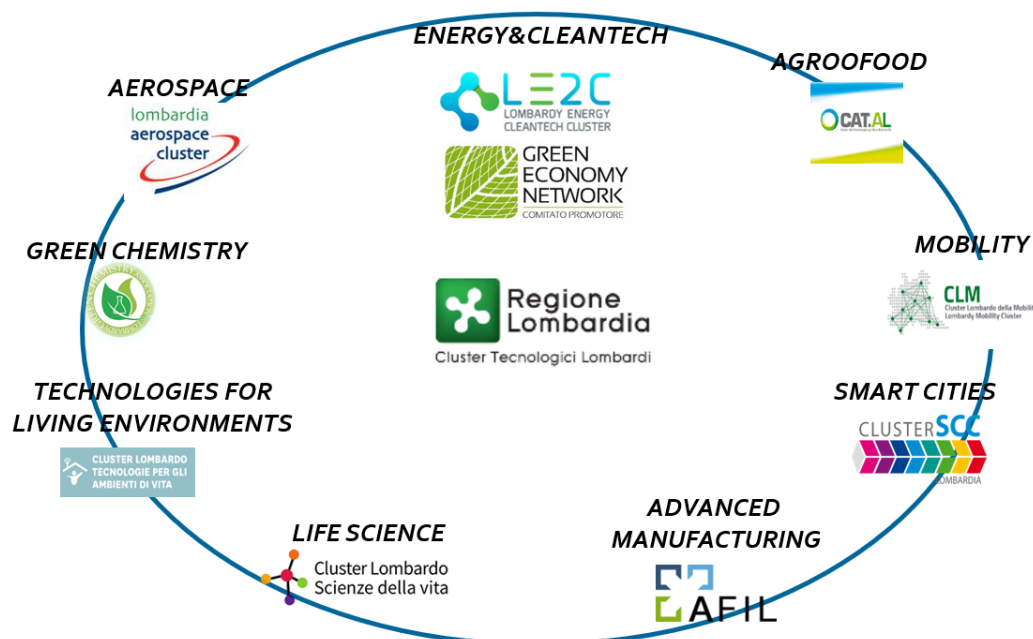 ENERGY&CLEANTECH
LE2C
LOMBARDY ENERGY
CLEANTECH CLUSTER
GREEN
ECONOMY
NETWORK
COMITATO PROMOTORE
AGROOFOOD
CAT.AL
AEROSPACE
lombardia
aerospace
cluster
GREEN CHEMISTRY
Regione
Lombardia
Cluster Tecnologici Lombardi
MOBILITY
CLM
Cluster Lombardo della Mobilità
Lombardy Mobility Cluster
TECHNOLOGIES FOR
LIVING ENVIRONMENTS
CLUSTER LOMBARDO
TECNOLOGIE PER GLI
AMBIENTI DI VITA
SMART CITIES
CLUSTER SCC
LOMBARDIA
LIFE SCIENCE
Cluster Lombardo
Scienze della vita
ADVANCED
MANUFACTURING
AFIL